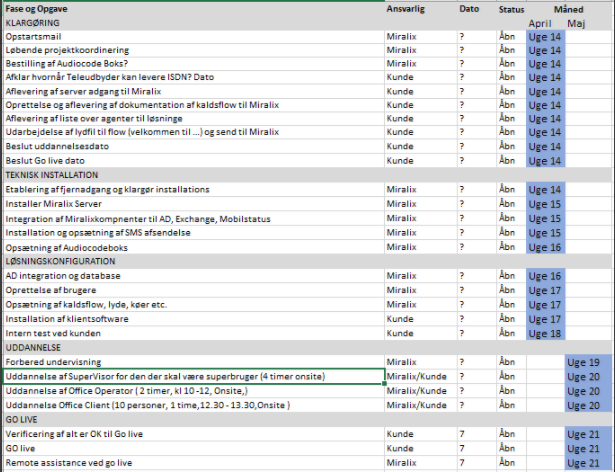 Fase og Opgave Ansvarlig Dato Status Måned
KLARGØRING April Maj
Opstartsmail Miralix ? Åbn Uge 14
Løbende projektkoordinering Miralix ? Åbn Uge 14
Bestilling af Audiocode Boks? Miralix ? Åbn Uge 14
Afklar hvornår Teleudbyder kan levere ISDN? Dato Kunde ? Åbn Uge 14
Aflevering af server adgang til Miralix Kunde ? Åbn Uge 14
Oprettelse og aflevering af dokumentation af kaldsflow til Miralix Kunde ? Åbn Uge 14
Aflevering af liste over agenter til løsninge Kunde ? Åbn Uge 14
Udarbejdelse af lydfil til flow (velkommen til ...) og send til Miralix Kunde ? Åbn Uge 14
Beslut uddannelsesdato Kunde ? Åbn Uge 14
Beslut Go live dato Kunde ? Åbn Uge 14
TEKNISK INSTALLATION
Etablering af fjernadgang og klargør installations Miralix ? Åbn Uge 14
Installer Miralix Server Miralix ? Åbn Uge 15
Integration af Miralixkompnenter til AD, Exchange, Mobilstatus Miralix ? Åbn Uge 15
Installation og opsætning af SMS afsendelse Miralix ? Åbn Uge 15
Opsætning af Audiocodeboks Miralix ? Åbn Uge 16
LØSNINGSKONFIGURATION
AD integration og database Miralix ? Åbn Uge 16
Oprettelse af brugere Miralix ? Åbn Uge 17
Opsætning af kaldsflow, lyde, køer etc. Miralix ? Åbn Uge 17
Installation af klientsoftware Kunde ? Åbn Uge 17
Intern test ved kunden Kunde ? Åbn Uge 18
UDDANNELSE
Forbered undervisning Miralix ? Åbn Uge 19
Uddannelse af SuperVisor for den der skal være superbruger (4 timer onsite) Miralix/Kunde ? Åbn Uge 20
Uddannelse af Office Operator ( 2 timer, kl 10 -12, Onsite,) Miralix/Kunde ? Åbn Uge 20
Uddannelse Office Client (10 personer, 1 time,12.30 - 13.30,Onsite ) Miralix/Kunde ? Åbn Uge 20
GO LIVE
Verificering af alt er OK til Go live Kunde 7 Åbn Uge 21
GO live Kunde 7 Åbn Uge 21
Remote assistance ved go live Miralix 7 Åbn Uge 21